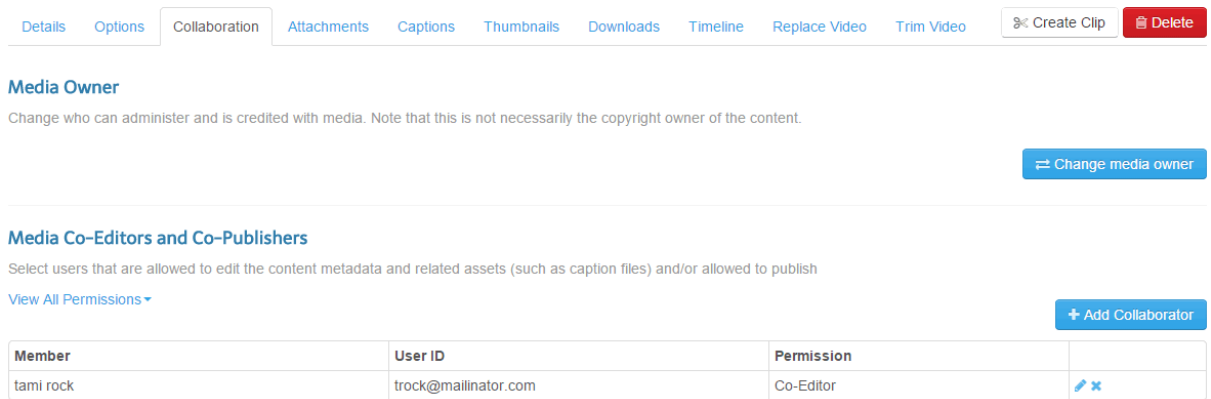 Details Options Collaboration Attachments Captions Thumbnails Downloads Timeline Replace Video Trim Video Create Clip Delete
Media Owner
Change who can administer and is credited with media. Note that this is not necessarily the copyright owner of the content.
Change media owner
Media Co-Editors and Co-Publishers
Select users that are allowed to edit the content metadata and related assets (such as caption files) and/or allowed to publish
View All Permissions
+ Add Collaborator
Member User ID Permission
tami rock trock@mailinator.com Co-Editor